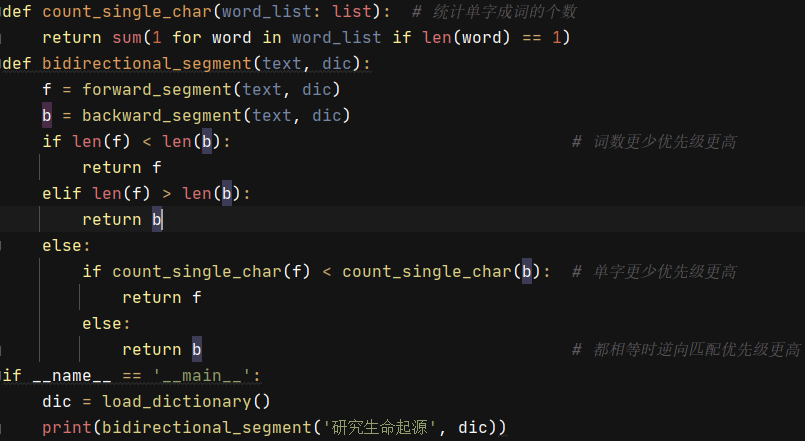 def count_single_char(word_list: list):  # 统计单字成词的个数
    return sum(1 for word in word_list if len(word) == 1)
def bidirectional_segment(text, dic):
    f = forward_segment(text, dic)
    b = backward_segment(text, dic)
    if len(f) < len(b):                                  # 词数更少优先级更高
        return f
    elif len(f) > len(b):
        return b
    else:
        if count_single_char(f) < count_single_char(b):  # 单字更少优先级更高
            return f
        else:
            return b                                     # 都相等时逆向匹配优先级更高
if __name__ == '__main__':
    dic = load_dictionary()
    print(bidirectional_segment('研究生命起源', dic))